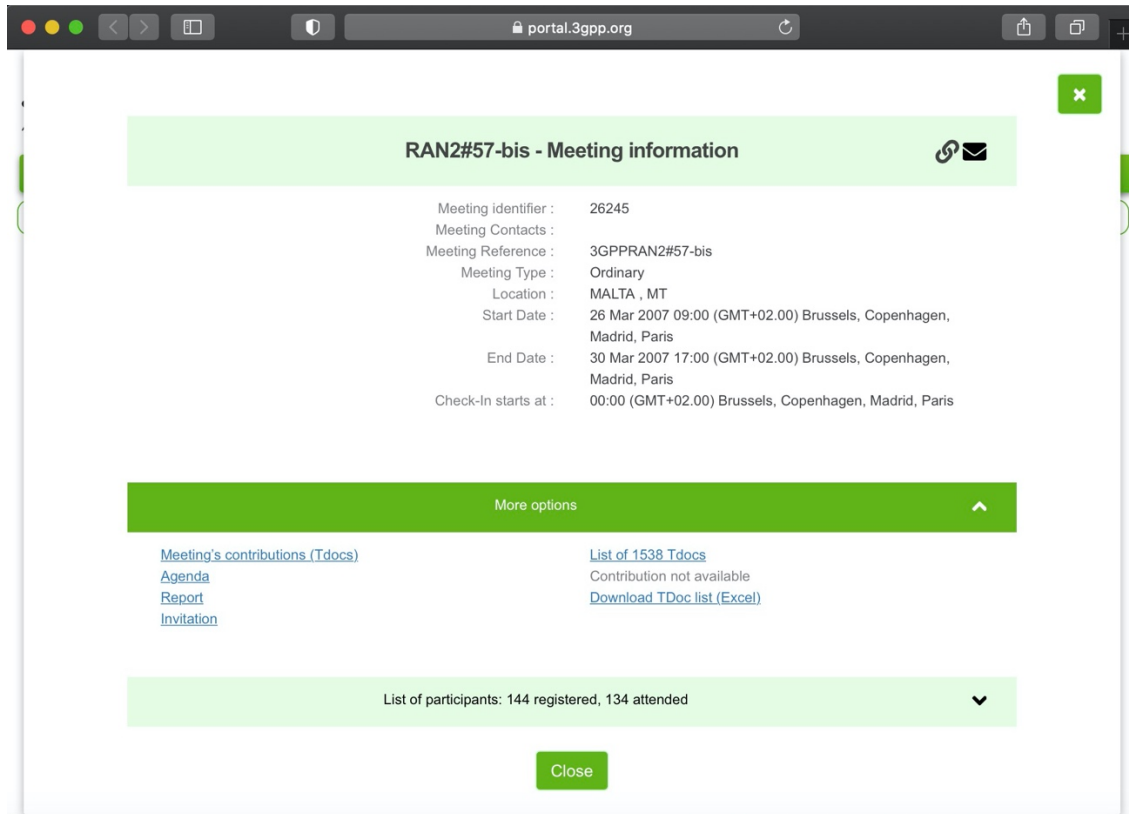 portal.3gpp.org
RAN2#57-bis - Meeting information
Meeting identifier : 26245
Meeting Contacts :
Meeting Reference : 3GPPRAN2#57-bis
Meeting Type : Ordinary
Location : MALTA , MT
Start Date : 26 Mar 2007 09:00 (GMT+02.00) Brussels, Copenhagen,
Madrid, Paris
End Date : 30 Mar 2007 17:00 (GMT+02.00) Brussels, Copenhagen,
Madrid, Paris
Check-In starts at : 00:00 (GMT+02.00) Brussels, Copenhagen, Madrid, Paris
More options
Meeting's contributions (Tdocs) List of 1538 Tdocs
Agenda Contribution not available
Report Download TDoc list (Excel)
Invitation
List of participants: 144 registered, 134 attended
Close